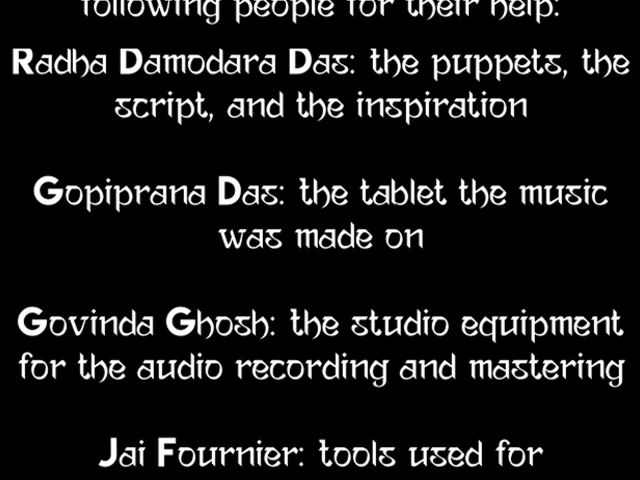 following people for their help:
Radha Damodara Das: the puppets, the
script, and the inspiration
Gopiprana Das: the tablet the music
was made on
Govinda Ghosh: the studio equipment
for the audio recording and mastering
Jai Fournier: tools used for